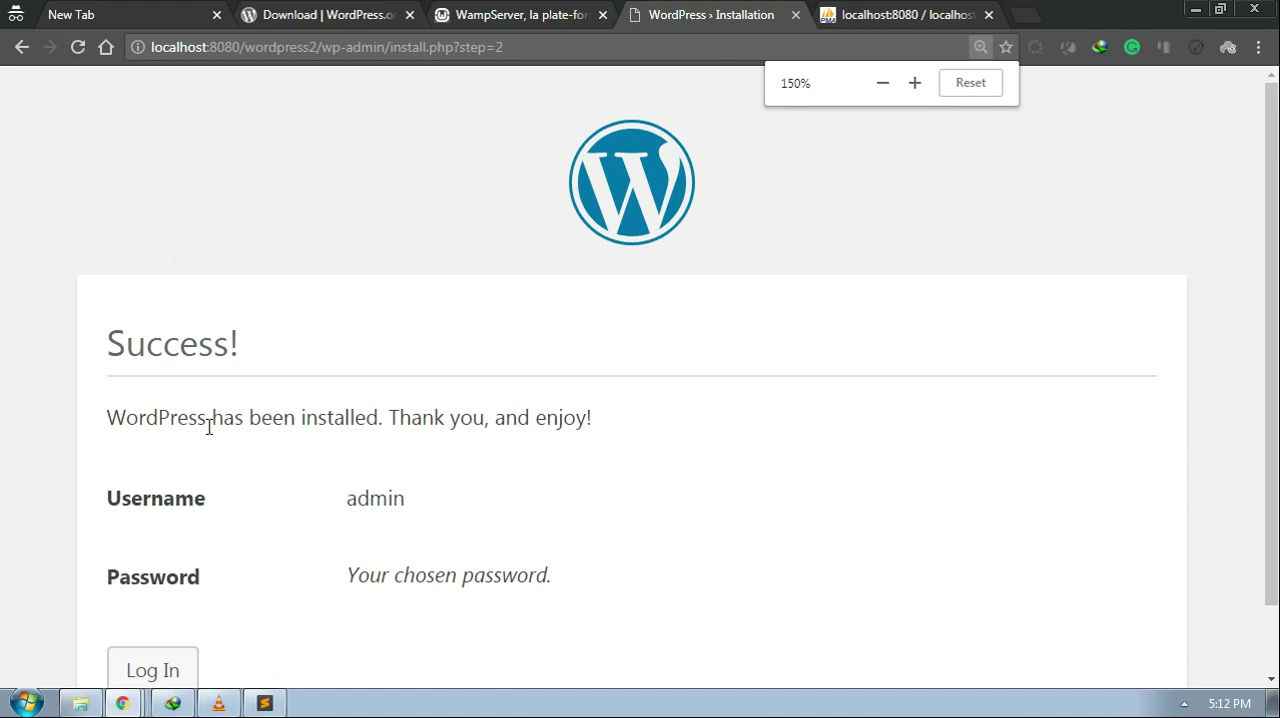 New Tab
Download | WordPress.o
WampServer, la plate-for
WordPress › Installation
localhost:8080 / localhost
localhost:8080/wordpress2/wp-admin/install.php?step=2
150%
Reset
Success!
WordPress has been installed. Thank you, and enjoy!
Username admin
Password Your chosen password.
Log In
5:12 PM